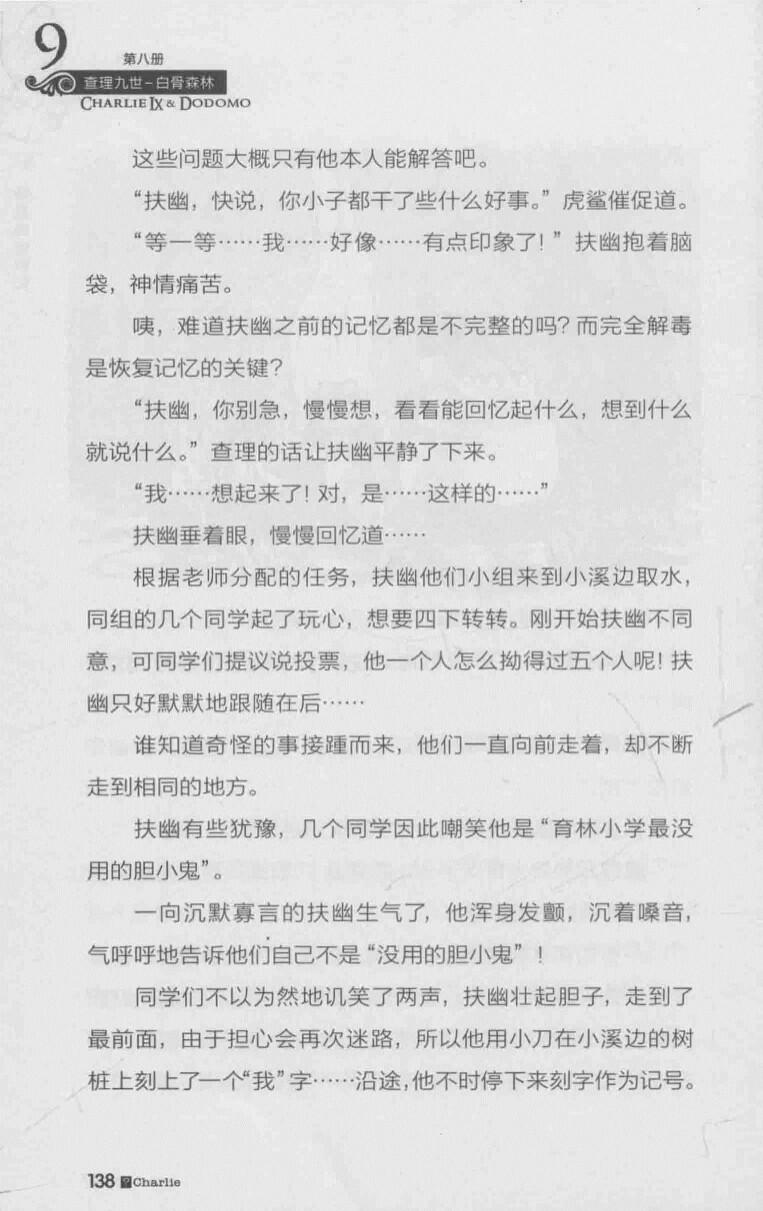 9
第八册
查理九世-白骨森林
CHARLIE IX & DODOMO
这些问题大概只有他本人能解答吧。
“扶幽，快说，你小子都干了些什么好事。”虎鲨催促道。
“等一等……我……好像……有点印象了！”扶幽抱着脑
袋，神情痛苦。
咦，难道扶幽之前的记忆都是不完整的吗？而完全解毒
是恢复记忆的关键？
“扶幽，你别急，慢慢想，看看能回忆起什么，想到什么
就说什么。”查理的话让扶幽平静了下来。
“我……想起来了！对，是……这样的……”
扶幽垂着眼，慢慢回忆道……
根据老师分配的任务，扶幽他们小组来到小溪边取水，
同组的几个同学起了玩心，想要四下转转。刚开始扶幽不同
意，可同学们提议说投票，他一个人怎么拗得过五个人呢！扶
幽只好默默地跟随在后……
谁知道奇怪的事接踵而来，他们一直向前走着，却不断
走到相同的地方。
扶幽有些犹豫，几个同学因此嘲笑他是“育林小学最没
用的胆小鬼”。
一向沉默寡言的扶幽生气了，他浑身发颤，沉着嗓音，
气呼呼地告诉他们自己不是“没用的胆小鬼”！
同学们不以为然地讥笑了两声，扶幽壮起胆子，走到了
最前面，由于担心会再次迷路，所以他用小刀在小溪边的树
桩上刻上了一个“我”字……沿途，他不时停下来刻字作为记号。
138 Charlie